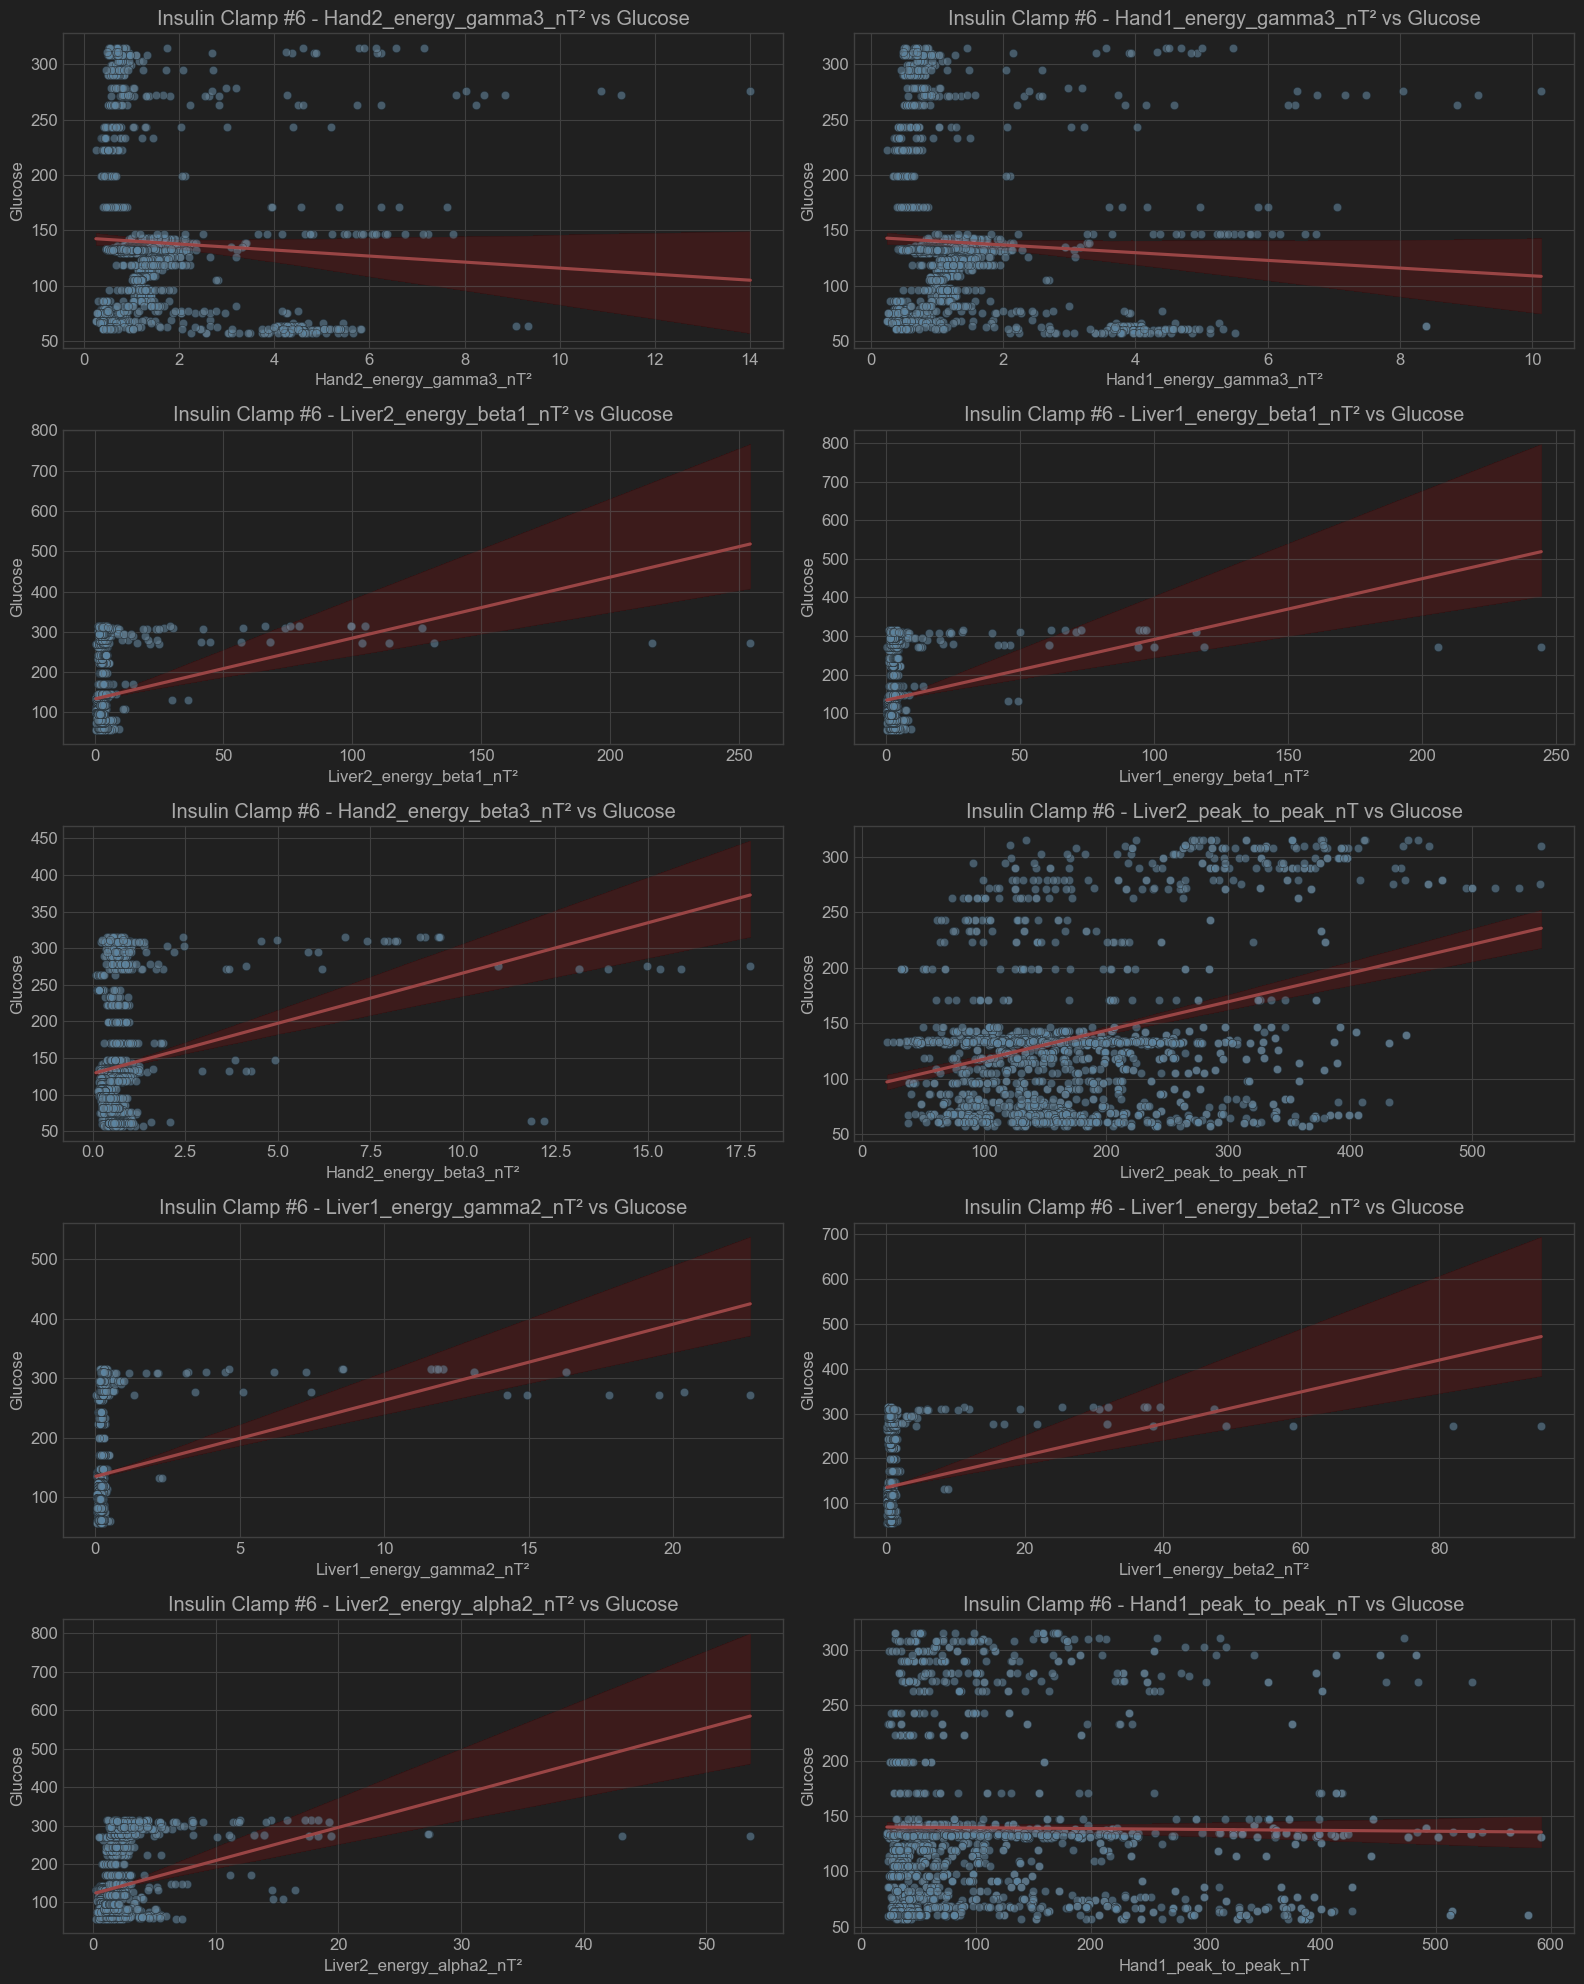 Insulin Clamp #6 - Hand2_energy_gamma3_nT² vs Glucose
300
250
200
150
100
50
Glucose
0 2 4 6 8 10 12 14
Hand2_energy_gamma3_nT²
Insulin Clamp #6 - Hand1_energy_gamma3_nT² vs Glucose
300
250
200
150
100
50
Glucose
0 2 4 6 8 10
Hand1_energy_gamma3_nT²
Insulin Clamp #6 - Liver2_energy_beta1_nT² vs Glucose
800
700
600
500
400
300
200
100
Glucose
0 50 100 150 200 250
Liver2_energy_beta1_nT²
Insulin Clamp #6 - Liver1_energy_beta1_nT² vs Glucose
800
700
600
500
400
300
200
100
Glucose
0 50 100 150 200 250
Liver1_energy_beta1_nT²
Insulin Clamp #6 - Hand2_energy_beta3_nT² vs Glucose
450
400
350
300
250
200
150
100
50
Glucose
0.0 2.5 5.0 7.5 10.0 12.5 15.0 17.5
Hand2_energy_beta3_nT²
Insulin Clamp #6 - Liver2_peak_to_peak_nT vs Glucose
300
250
200
150
100
50
Glucose
0 100 200 300 400 500
Liver2_peak_to_peak_nT
Insulin Clamp #6 - Liver1_energy_gamma2_nT² vs Glucose
500
400
300
200
100
Glucose
0 5 10 15 20
Liver1_energy_gamma2_nT²
Insulin Clamp #6 - Liver1_energy_beta2_nT² vs Glucose
700
600
500
400
300
200
100
Glucose
0 20 40 60 80
Liver1_energy_beta2_nT²
Insulin Clamp #6 - Liver2_energy_alpha2_nT² vs Glucose
800
700
600
500
400
300
200
100
Glucose
0 10 20 30 40 50
Liver2_energy_alpha2_nT²
Insulin Clamp #6 - Hand1_peak_to_peak_nT vs Glucose
300
250
200
150
100
50
Glucose
0 100 200 300 400 500 600
Hand1_peak_to_peak_nT